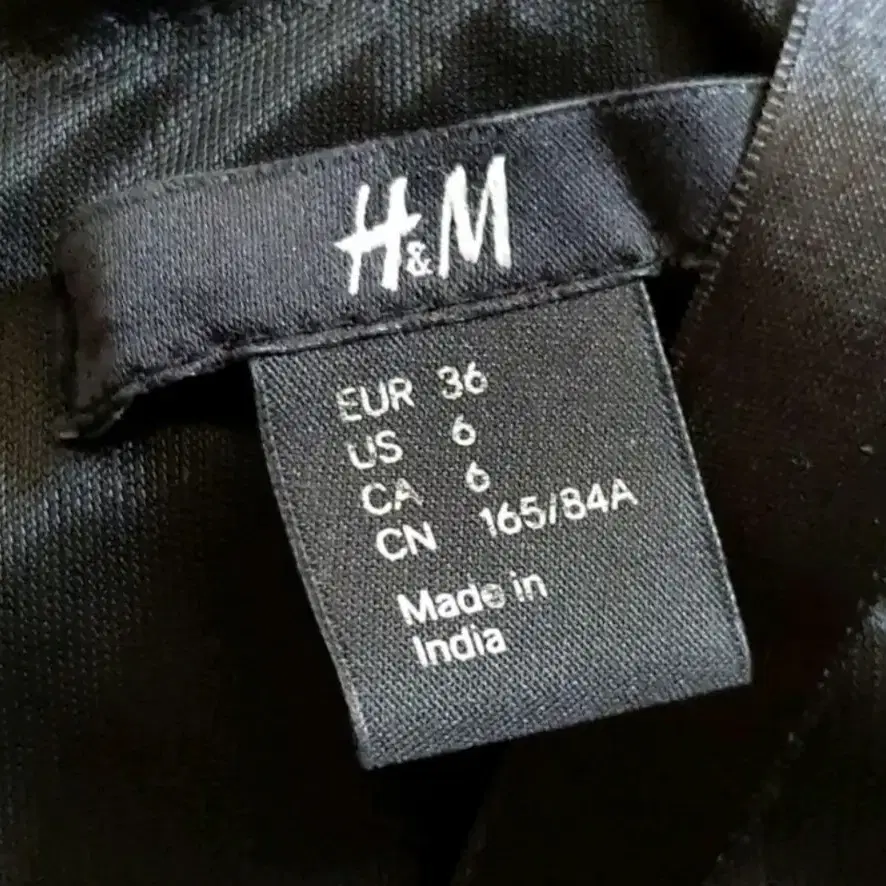 H&M
EUR 36
US 6
CA 6
CN 165/84A
Made in
India